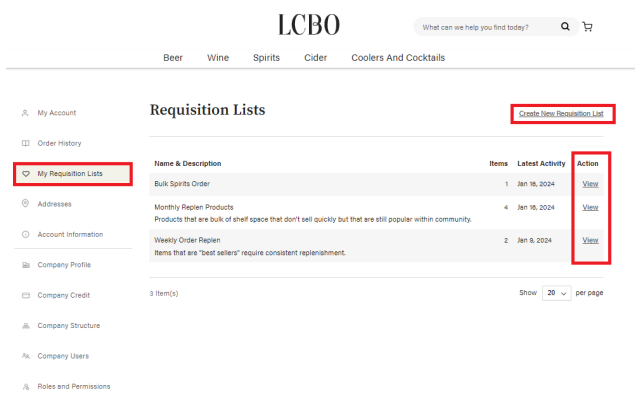 LCBO
What can we help you find today?
Beer Wine Spirits Cider Coolers And Cocktails
My Account
Order History
My Requisition Lists
Addresses
Account Information
Company Profile
Company Credit
Company Structure
Company Users
Roles and Permissions
Requisition Lists
Create New Requisition List
Name & Description Items Latest Activity Action
Bulk Spirits Order 1 Jan 16, 2024 View
Monthly Replen Products 4 Jan 16, 2024 View
Products that are bulk of shelf space that don't sell quickly but that are still popular within community.
Weekly Order Replen 2 Jan 9, 2024 View
Items that are "best sellers" require consistent replenishment.
3 Item(s) Show 20 per page